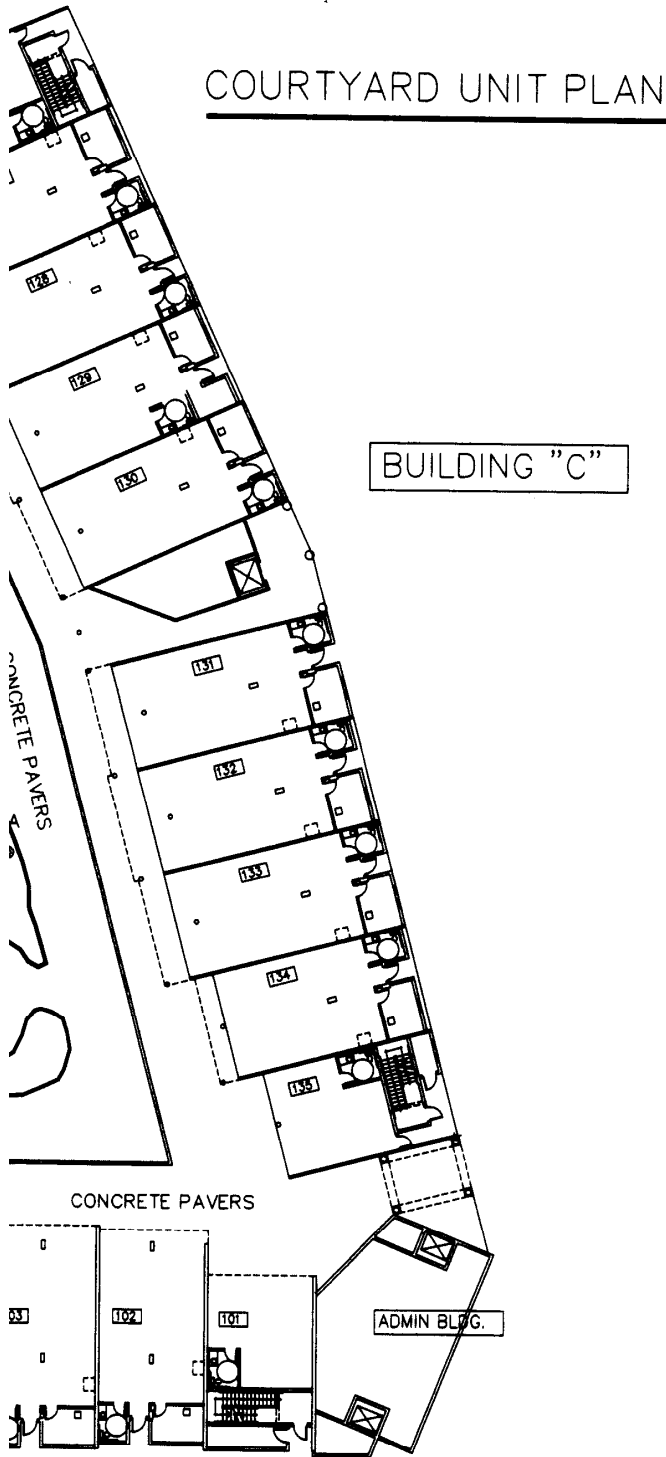 COURTYARD UNIT PLAN
128
129
BUILDING "C"
130
131
CONCRETE PAVERS
132
133
134
135
CONCRETE PAVERS
03
102
101
ADMIN BLDG.